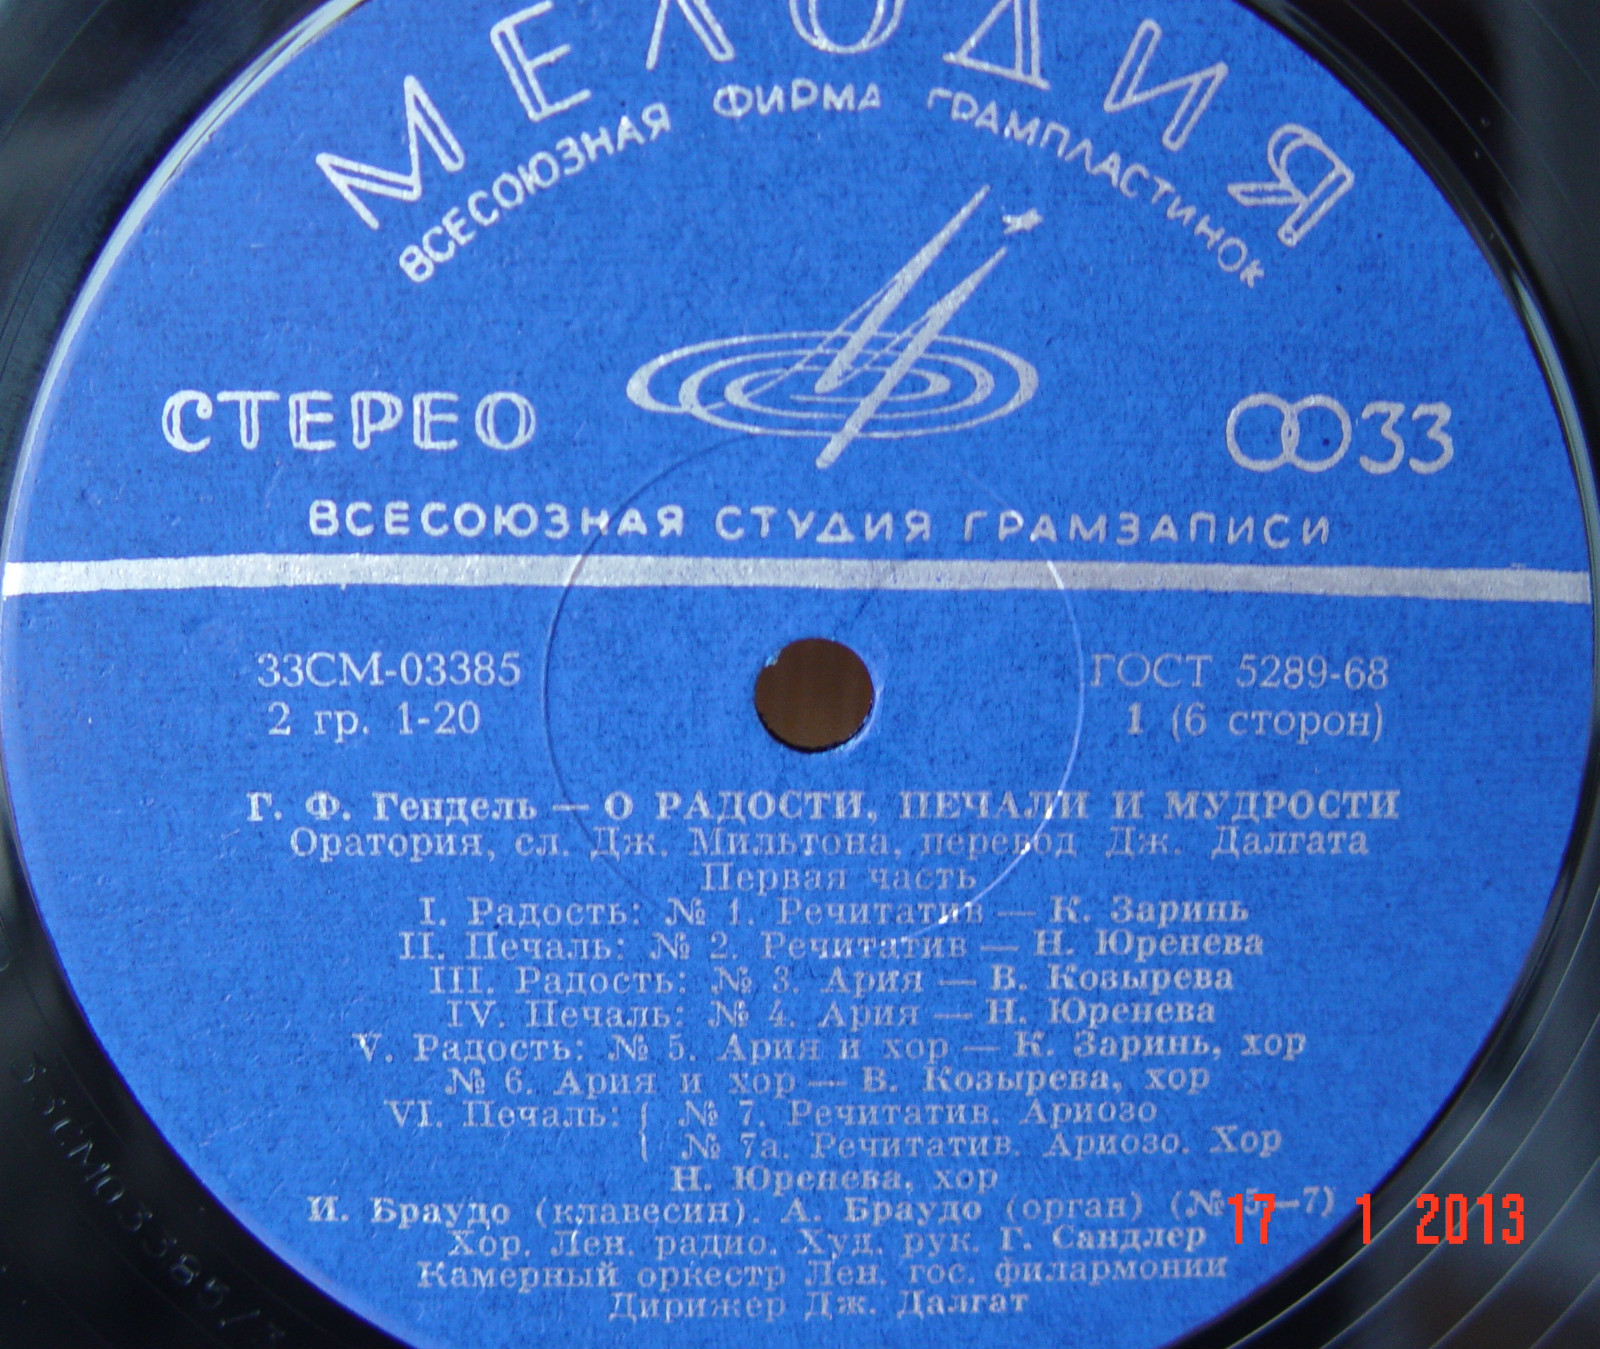 МЕЛОДИЯ
ВСЕСОЮЗНАЯ ФИРМА ГРАМПЛАСТИНОК
СТЕРЕО
33
ВСЕСОЮЗНАЯ СТУДИЯ ГРАМЗАПИСИ
33СМ-03385
2 гр. 1-20
ГОСТ 5289-68
1 (6 сторон)
Г. Ф. Гендель — О РАДОСТИ, ПЕЧАЛИ И МУДРОСТИ
Оратория, сл. Дж. Мильтона, перевод Дж. Далгата
Первая часть
I. Радость: № 1. Речитатив — К. Заринь
II. Печаль: № 2. Речитатив — Н. Юренева
III. Радость: № 3. Ария — В. Козырева
IV. Печаль: № 4. Ария — Н. Юренева
V. Радость: № 5. Ария и хор — К. Заринь, хор
№ 6. Ария и хор — В. Козырева, хор
VI. Печаль: { № 7. Речитатив. Ариозо
{ № 7а. Речитатив. Ариозо. Хор
Н. Юренева, хор
И. Браудо (клавесин). А. Браудо (орган) (№ 5—7)
Хор. Лен. радио. Худ. рук. Г. Сандлер
Камерный оркестр Лен. гос. филармонии
Дирижер Дж. Далгат
17 1 2013